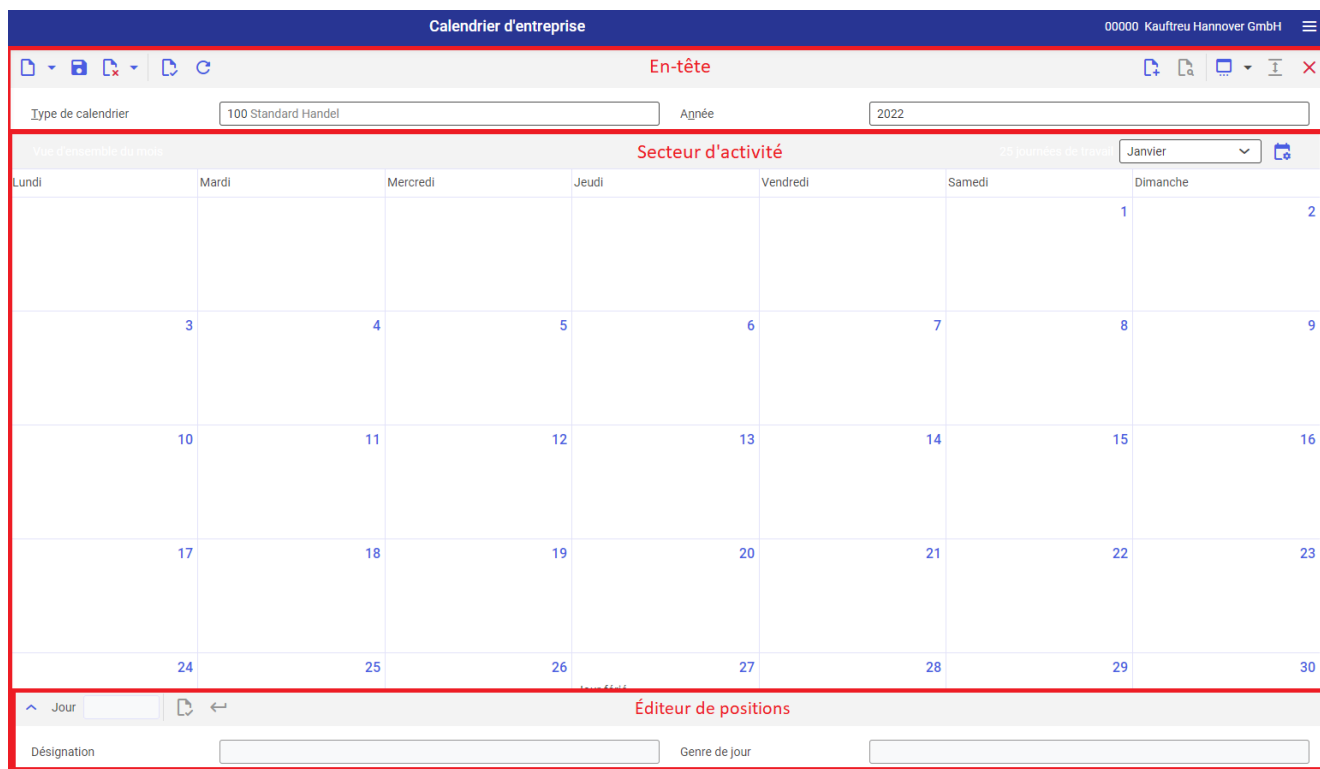 Calendrier d'entreprise 00000 Kauftreu Hannover GmbH
En-tête
Type de calendrier 100 Standard Handel Année 2022
Vue d'ensemble du mois Secteur d'activité 25 journées de travail Janvier
Lundi Mardi Mercredi Jeudi Vendredi Samedi Dimanche
1 2
3 4 5 6 7 8 9
10 11 12 13 14 15 16
17 18 19 20 21 22 23
24 25 26 27 28 29 30
Jour Éditeur de positions
Désignation Genre de jour